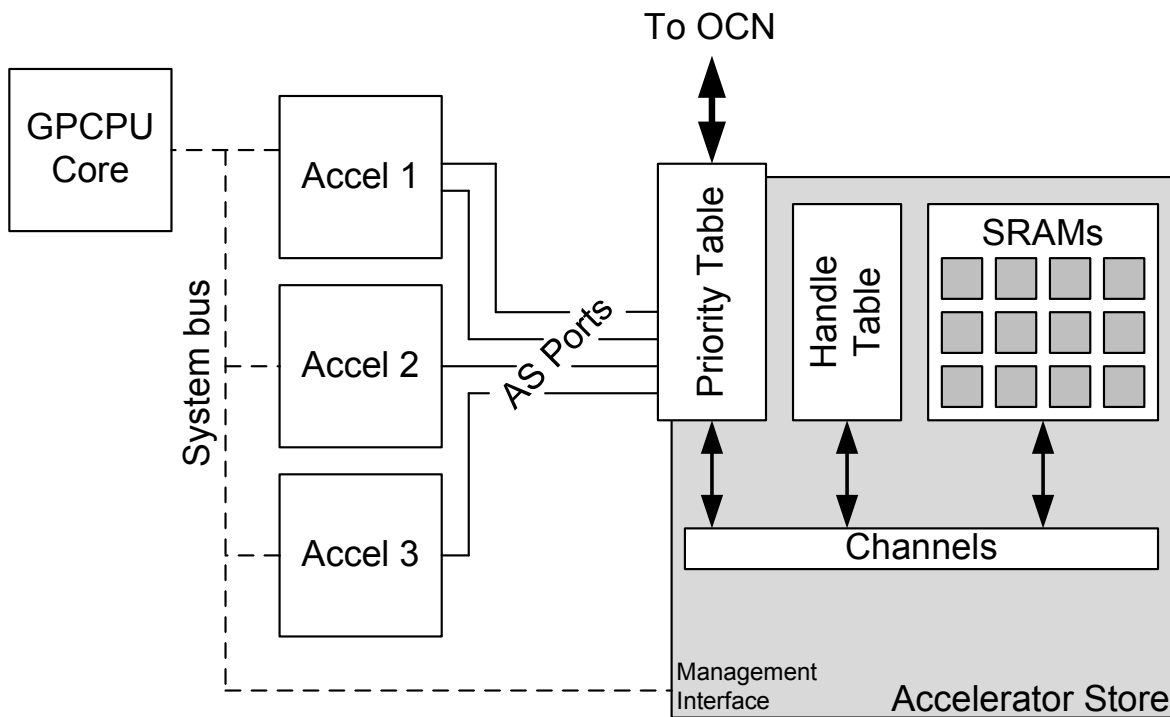 To OCN
GPCPU
Core
Accel 1
Accel 2
Accel 3
System bus
AS Ports
Priority Table
Handle
Table
SRAMs
Channels
Management
Interface
Accelerator Store